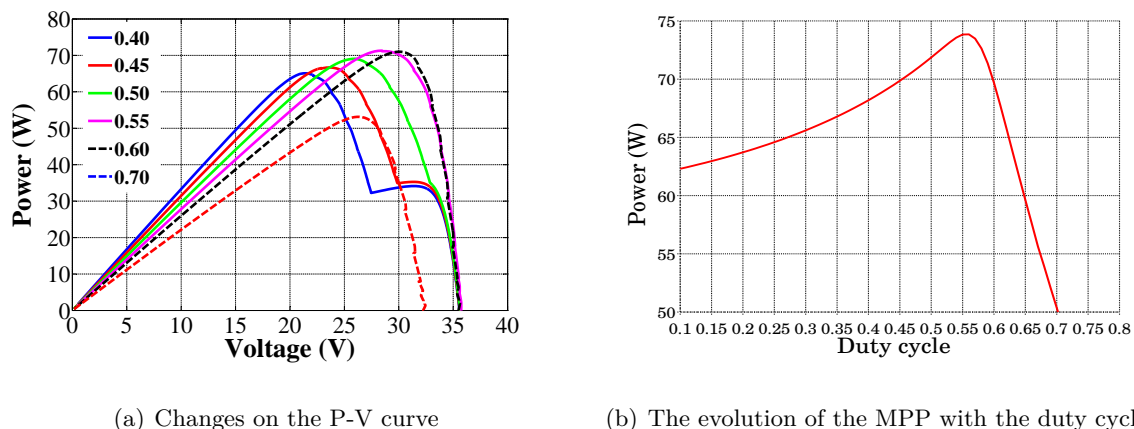 80
70
60
50
40
30
20
10
0
Power (W)
0.40
0.45
0.50
0.55
0.60
0.70
0 5 10 15 20 25 30 35 40
Voltage (V)
(a) Changes on the P-V curve
75
70
65
60
55
50
Power (W)
0.1 0.15 0.2 0.25 0.3 0.35 0.4 0.45 0.5 0.55 0.6 0.65 0.7 0.75 0.8
Duty cycle
(b) The evolution of the MPP with the duty cycl